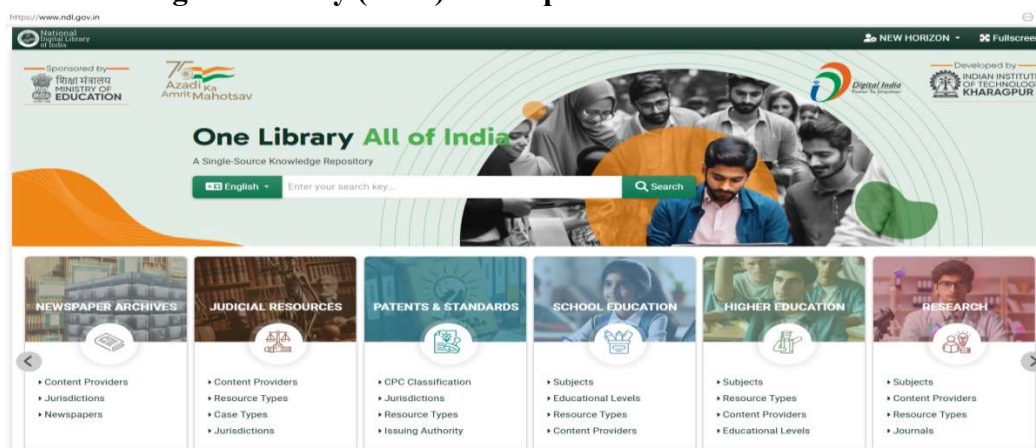 https://www.ndl.gov.in
National
Digital Library
of India
NEW HORIZON
Fullscreen
Sponsored by
शिक्षा मंत्रालय
MINISTRY OF
EDUCATION
75
Azadi Ka
Amrit Mahotsav
Digital India
Power To Empower
Developed by
INDIAN INSTITUTE
OF TECHNOLOGY
KHARAGPUR
One Library All of India
A Single-Source Knowledge Repository
English
Enter your search key...
Search
NEWSPAPER ARCHIVES
Content Providers
Jurisdictions
Newspapers
JUDICIAL RESOURCES
Content Providers
Resource Types
Case Types
Jurisdictions
PATENTS & STANDARDS
CPC Classification
Jurisdictions
Resource Types
Issuing Authority
SCHOOL EDUCATION
Subjects
Educational Levels
Resource Types
Content Providers
HIGHER EDUCATION
Subjects
Resource Types
Content Providers
Educational Levels
RESEARCH
Subjects
Content Providers
Resource Types
Journals